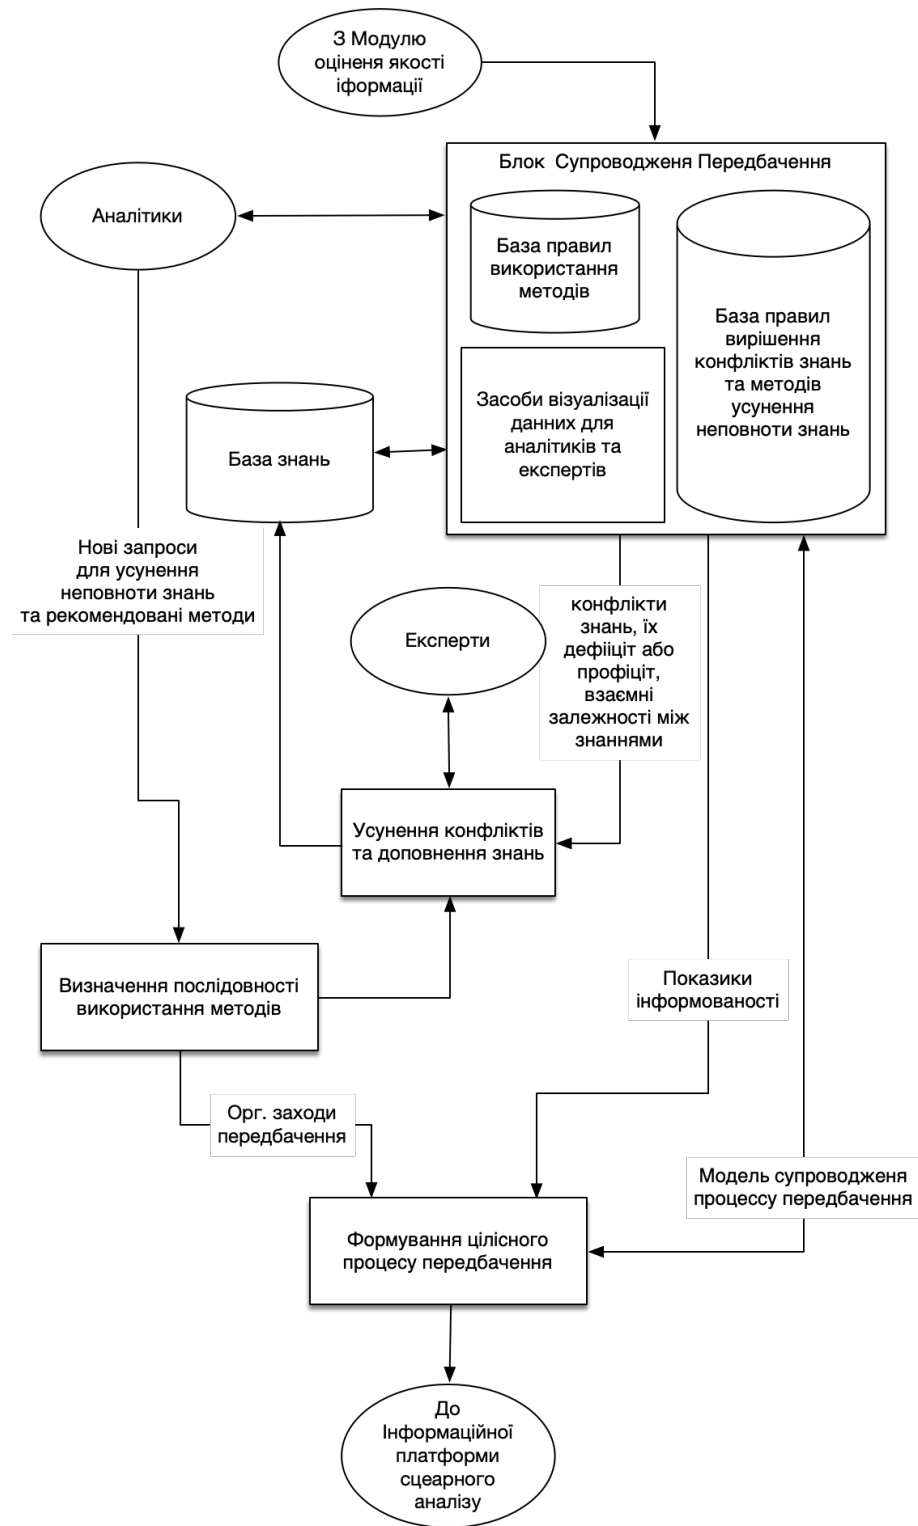 З Модулю
оціненя якості
іформації
Блок Супроводженя Передбачення
Аналітики
База правил
використання
методів
База правил
вирішення
конфліктів знань
та методів
усунення
неповноти знань
Засоби візуалізації
данних для
аналітиків та
експертів
База знань
Нові запроси
для усунення
неповноти знань
та рекомендовані методи
конфлікти
знань, їх
дефііціт або
профіціт,
взаємні
залежності між
знаннями
Експерти
Усунення конфліктів
та доповнення знань
Визначення послідовності
використання методів
Показики
інформованості
Орг. заходи
передбачення
Модель супроводженя
процессу передбачення
Формування цілісного
процесу передбачення
До
Інформаційної
платформи
сцеарного
аналізу